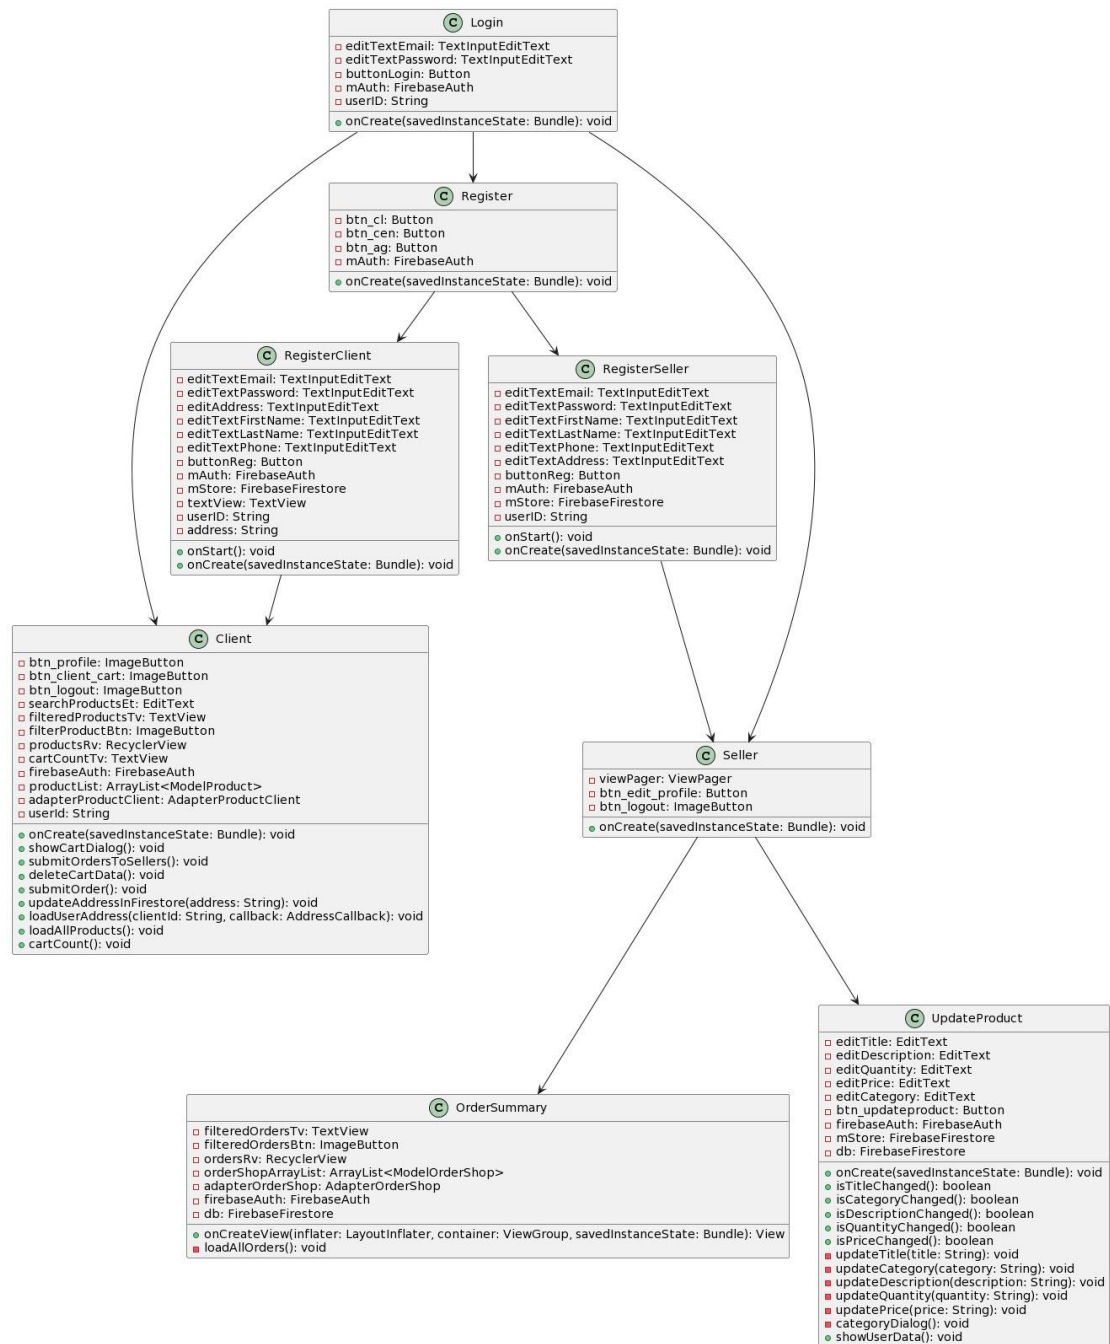 C Login
editTextEmail: TextInputEditText
editTextPassword: TextInputEditText
buttonLogin: Button
mAuth: FirebaseAuth
userID: String
onCreate(savedInstanceState: Bundle): void
C Register
btn_cl: Button
btn_cen: Button
btn_ag: Button
mAuth: FirebaseAuth
onCreate(savedInstanceState: Bundle): void
C RegisterClient
editTextEmail: TextInputEditText
editTextPassword: TextInputEditText
editAddress: TextInputEditText
editTextFirstName: TextInputEditText
editTextLastName: TextInputEditText
editTextPhone: TextInputEditText
buttonReg: Button
mAuth: FirebaseAuth
mStore: FirebaseFirestore
textView: TextView
userID: String
address: String
onStart(): void
onCreate(savedInstanceState: Bundle): void
C RegisterSeller
editTextEmail: TextInputEditText
editTextPassword: TextInputEditText
editTextFirstName: TextInputEditText
editTextLastName: TextInputEditText
editTextPhone: TextInputEditText
editTextAddress: TextInputEditText
buttonReg: Button
mAuth: FirebaseAuth
mStore: FirebaseFirestore
userID: String
onStart(): void
onCreate(savedInstanceState: Bundle): void
C Client
btn_profile: ImageButton
btn_client_cart: ImageButton
btn_logout: ImageButton
searchProductsEt: EditText
filteredProductsTv: TextView
filterProductBtn: ImageButton
productsRv: RecyclerView
cartCountTv: TextView
firebaseAuth: FirebaseAuth
productList: ArrayList<ModelProduct>
adapterProductClient: AdapterProductClient
userId: String
onCreate(savedInstanceState: Bundle): void
showCartDialog(): void
submitOrdersToSellers(): void
deleteCartData(): void
submitOrder(): void
updateAddressInFirestore(address: String): void
loadUserAddress(clientId: String, callback: AddressCallback): void
loadAllProducts(): void
cartCount(): void
C Seller
viewPager: ViewPager
btn_edit_profile: Button
btn_logout: ImageButton
onCreate(savedInstanceState: Bundle): void
C OrderSummary
filteredOrdersTv: TextView
filteredOrdersBtn: ImageButton
ordersRv: RecyclerView
orderShopArrayList: ArrayList<ModelOrderShop>
adapterOrderShop: AdapterOrderShop
firebaseAuth: FirebaseAuth
db: FirebaseFirestore
onCreateView(inflater: LayoutInflater, container: ViewGroup, savedInstanceState: Bundle): View
loadAllOrders(): void
C UpdateProduct
editTitle: EditText
editDescription: EditText
editQuantity: EditText
editPrice: EditText
editCategory: EditText
btn_updateproduct: Button
firebaseAuth: FirebaseAuth
mStore: FirebaseFirestore
db: FirebaseFirestore
onCreate(savedInstanceState: Bundle): void
isTitleChanged(): boolean
isCategoryChanged(): boolean
isDescriptionChanged(): boolean
isQuantityChanged(): boolean
isPriceChanged(): boolean
updateTitle(title: String): void
updateCategory(category: String): void
updateDescription(description: String): void
updateQuantity(quantity: String): void
updatePrice(price: String): void
categoryDialog(): void
showUserData(): void